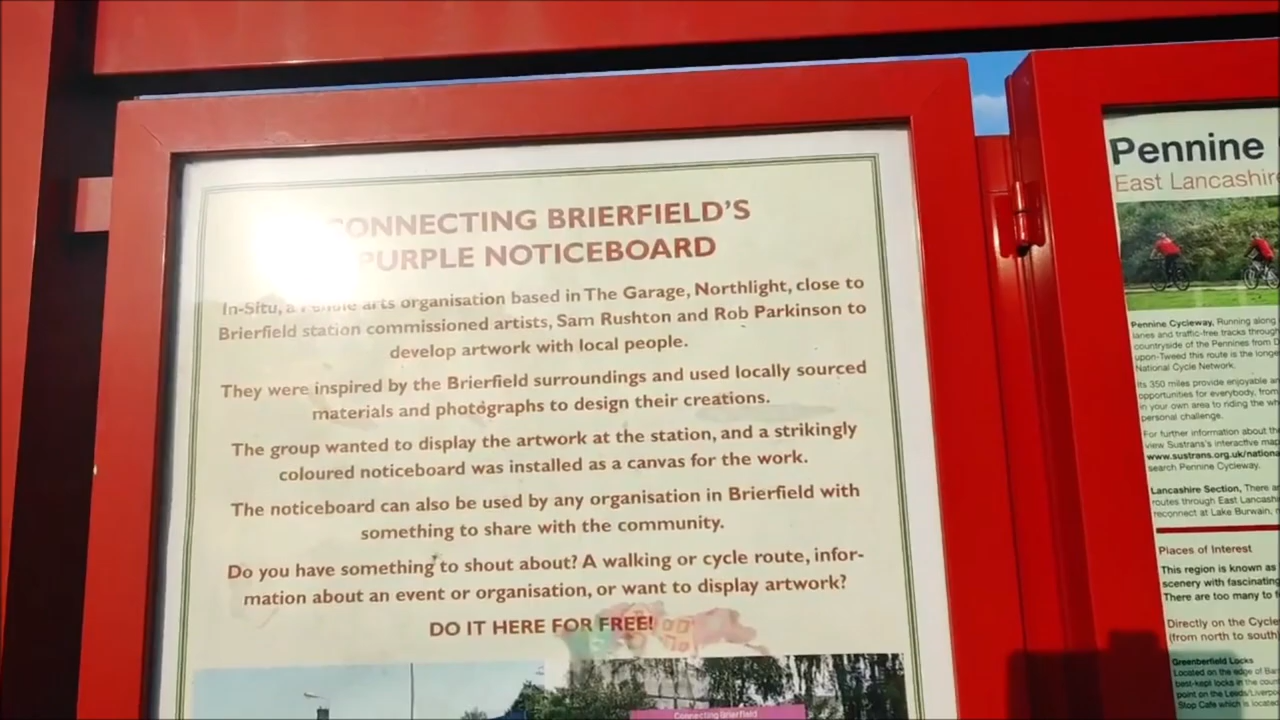 CONNECTING BRIERFIELD'S
PURPLE NOTICEBOARD
In-Situ, a arts organisation based in The Garage, Northlight, close to
Brierfield station commissioned artists, Sam Rushton and Rob Parkinson to
develop artwork with local people.
They were inspired by the Brierfield surroundings and used locally sourced
materials and photographs to design their creations.
The group wanted to display the artwork at the station, and a strikingly
coloured noticeboard was installed as a canvas for the work.
The noticeboard can also be used by any organisation in Brierfield with
something to share with the community.
Do you have something to shout about? A walking or cycle route, infor-
mation about an event or organisation, or want to display artwork?
DO IT HERE FOR FREE!
Connecting Brierfield
Pennine
East Lancashire
Pennine Cycleway, Running along
lanes and traffic-free tracks through
countryside of the Pennines from D
upon-Tweed this route is the longe
National Cycle Network.
Its 350 miles provide enjoyable an
opportunities for everybody, from
in your own area to riding the wh
personal challenge.
For further information about the
view Sustrans's interactive map
www.sustrans.org.uk/nationa
search Pennine Cycleway.
Lancashire Section, There a
routes through East Lancash
reconnect at Lake Burwain,
Places of Interest
This region is known as
scenery with fascinating
There are too many to
Directly on the Cycle
(from north to south)
Greenberfield Locks
Located on the edge of Bar
best-kept locks in the coun
point on the Leeds/Liverpo
Stop Cafe which is located